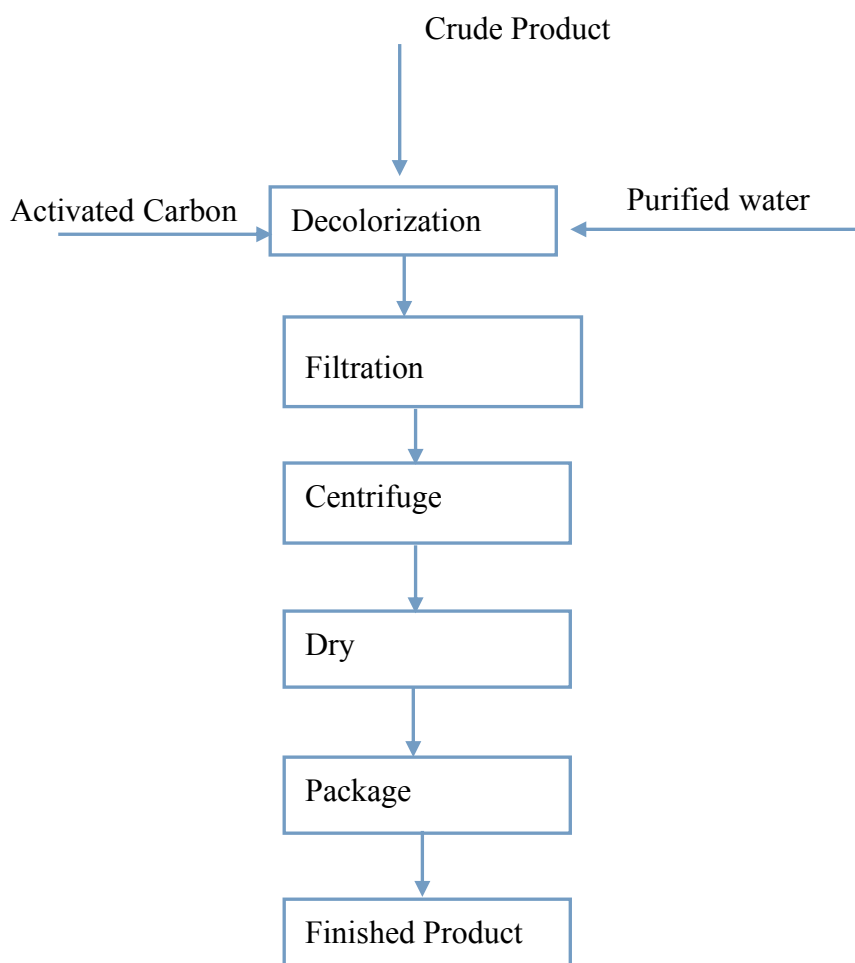 Crude Product
Activated Carbon
Decolorization
Purified water
Filtration
Centrifuge
Dry
Package
Finished Product